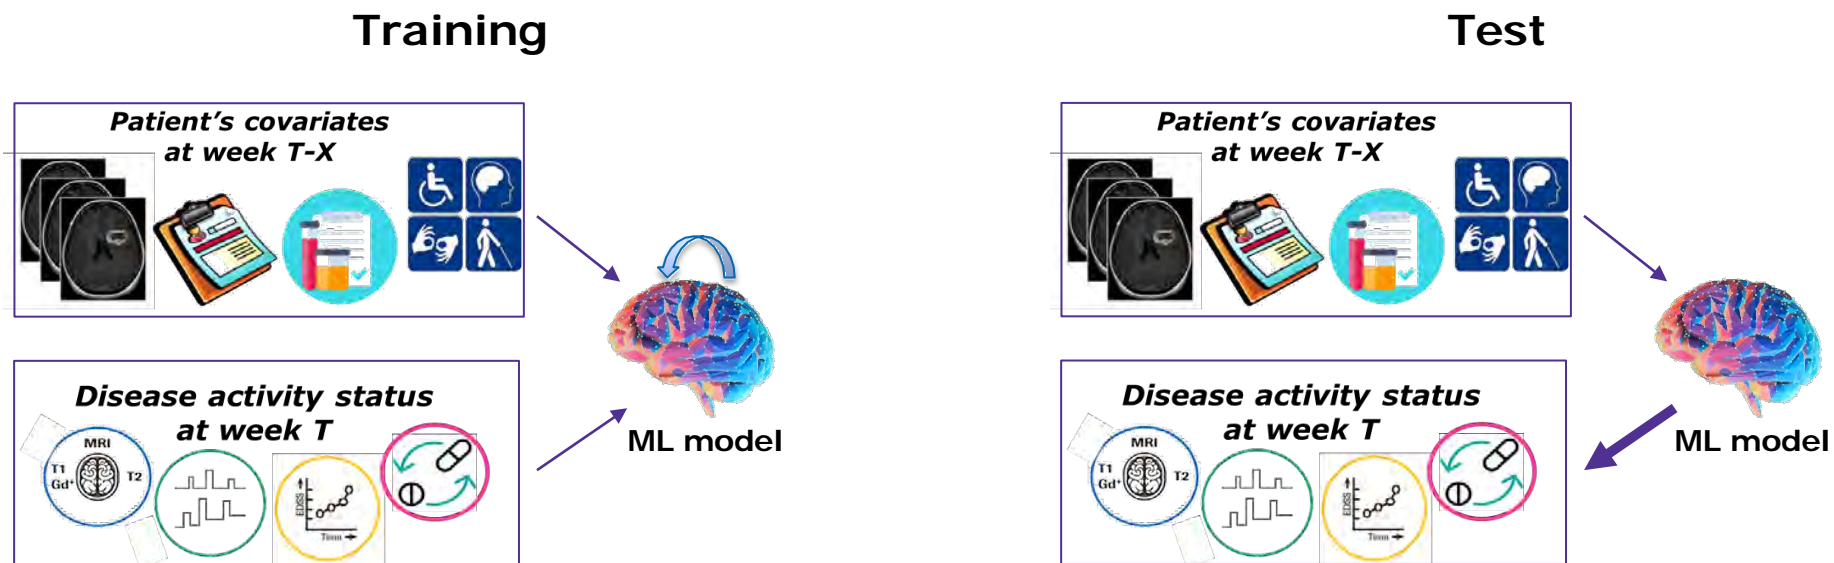 Training
Patient's covariates
at week T-X
Disease activity status
at week T
MRI
T1
Gd+
T2
EDSS
Time
ML model
Test
Patient's covariates
at week T-X
Disease activity status
at week T
MRI
T1
Gd+
T2
EDSS
Time
ML model